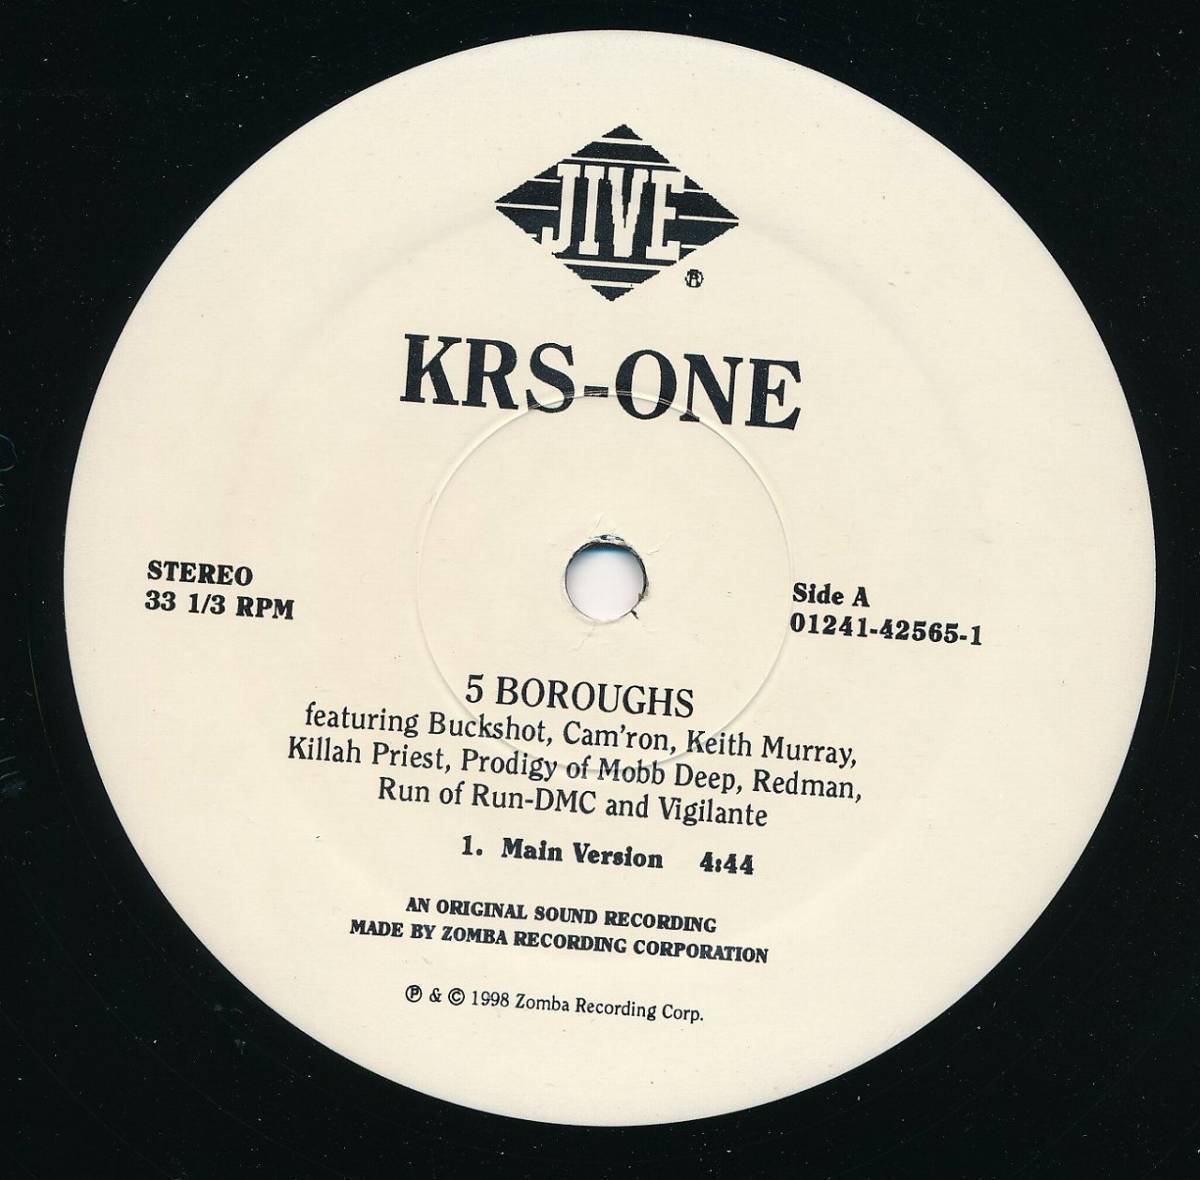 JIVE
®
KRS-ONE
STEREO
33 1/3 RPM
Side A
01241-42565-1
5 BOROUGHS
featuring Buckshot, Cam'ron, Keith Murray,
Killah Priest, Prodigy of Mobb Deep, Redman,
Run of Run-DMC and Vigilante
1. Main Version 4:44
AN ORIGINAL SOUND RECORDING
MADE BY ZOMBA RECORDING CORPORATION
℗ & © 1998 Zomba Recording Corp.